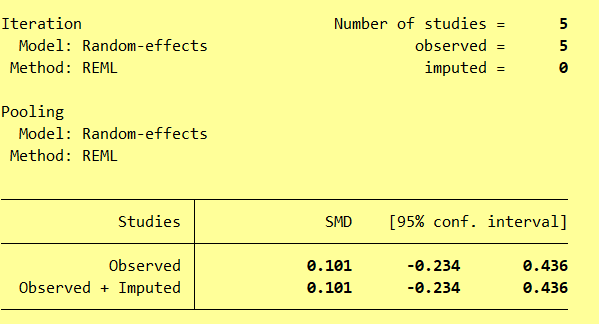 Iteration Number of studies = 5
Model: Random-effects observed = 5
Method: REML imputed = 0
Pooling
Model: Random-effects
Method: REML
Studies SMD [95% conf. interval]
Observed 0.101 -0.234 0.436
Observed + Imputed 0.101 -0.234 0.436